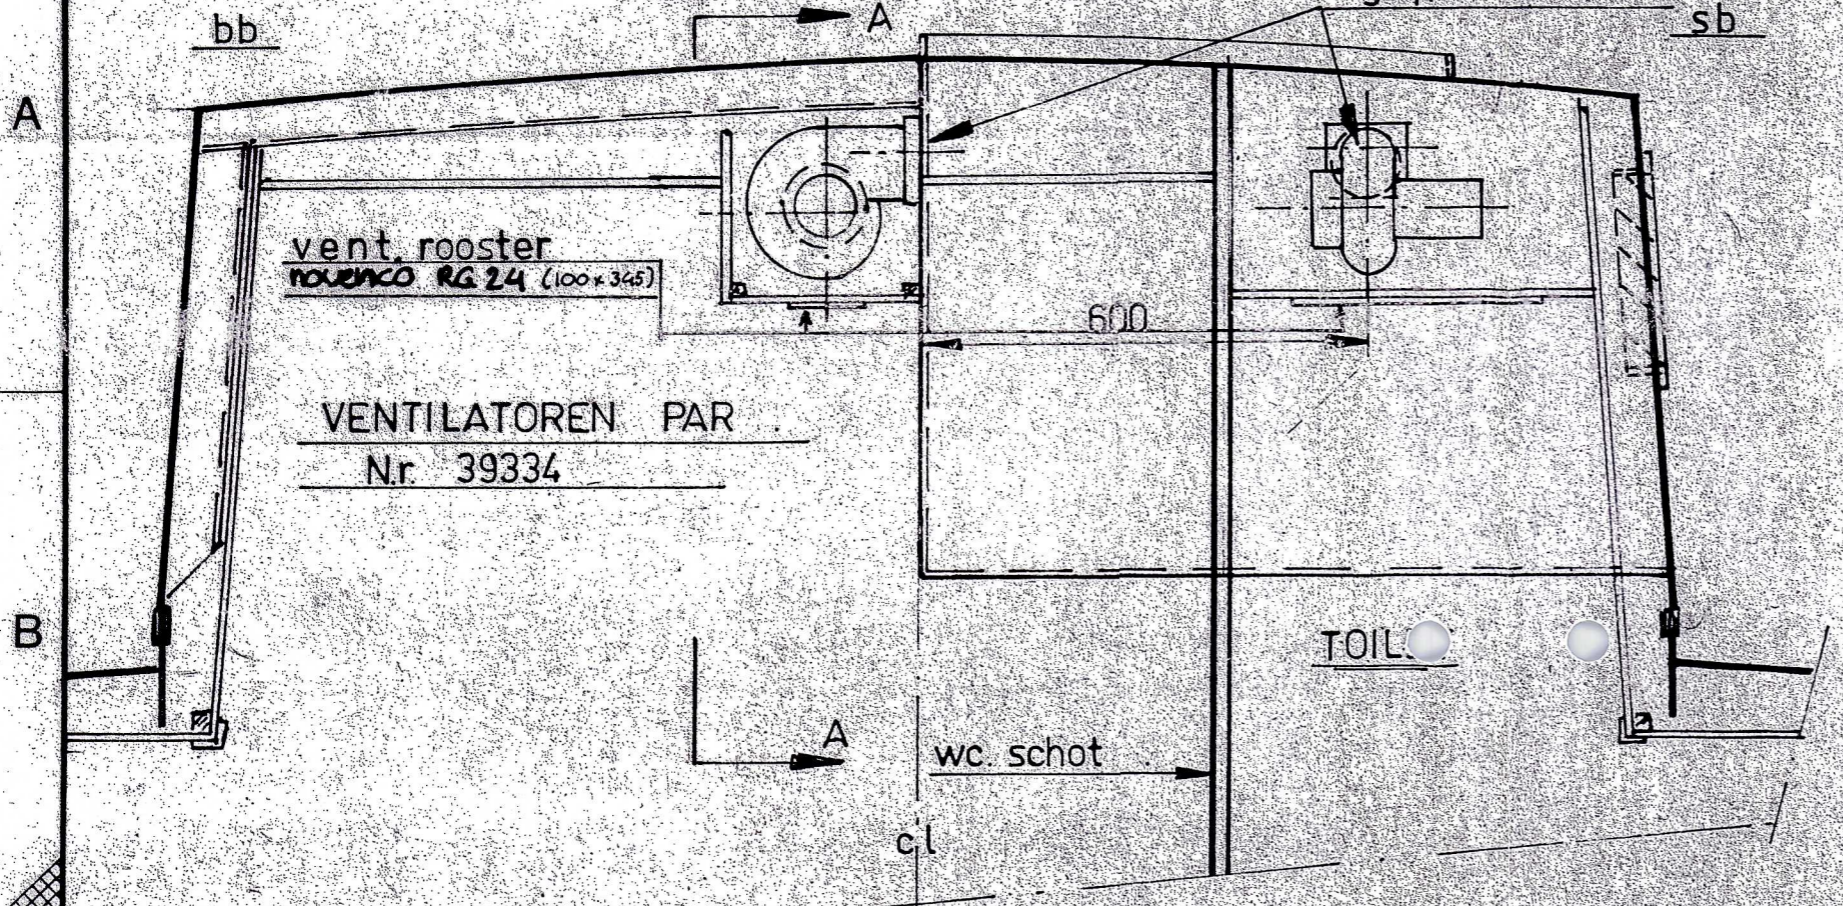 bb
A
sb
A
vent. rooster
novenco RG 24 (100 x 345)
600
VENTILATOREN PAR
N.r. 39334
B
A
wc. schot
cl